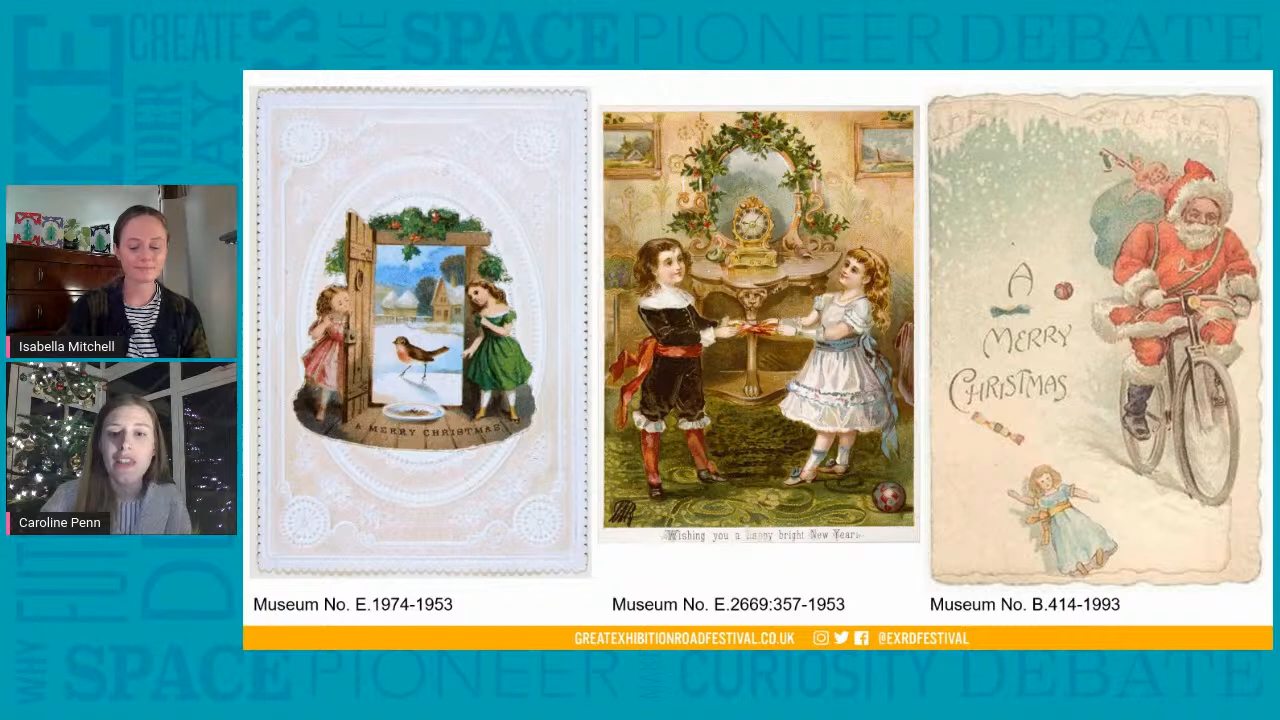 CREATE
SPACE PIONEER DEBATE
Isabella Mitchell
Caroline Penn
A MERRY CHRISTMAS
Wishing you a happy bright New Year
A
MERRY
CHRISTMAS
Museum No. E.1974-1953
Museum No. E.2669:357-1953
Museum No. B.414-1993
GREATEXHIBITIONROADFESTIVAL.CO.UK @EXRDFESTIVAL
WHY
FUT
SPACE PIONEER CURIOSITY DEBATE